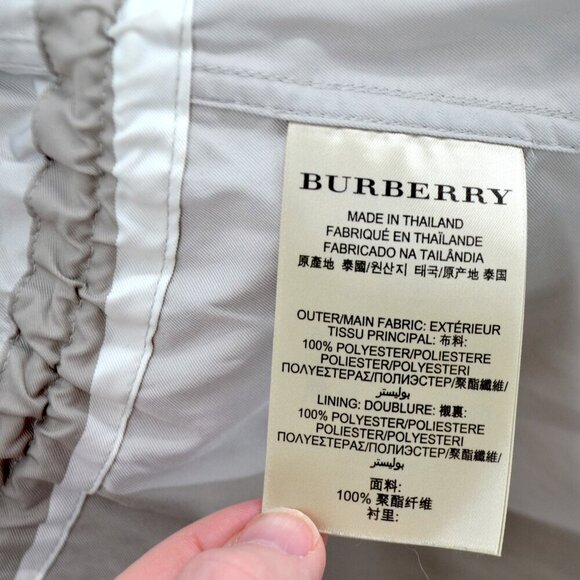 BURBERRY
MADE IN THAILAND
FABRIQUÉ EN THAÏLANDE
FABRICADO NA TAILÂNDIA
原產地 泰國/원산지 태국/原产地 泰国
OUTER/MAIN FABRIC: EXTÉRIEUR
TISSU PRINCIPAL: 布料:
100% POLYESTER/POLIESTERE
POLIESTER/POLYESTERI
ΠΟΛΥΕΣΤΕΡΑΣ/ПОЛИЭСТЕР/聚酯纖維/
بوليستر
LINING: DOUBLURE: 襯裏:
100% POLYESTER/POLIESTERE
POLIESTER/POLYESTERI
ΠΟΛΥΕΣΤΕΡΑΣ/ПОЛИЭСТЕР/聚酯纖維/
بوليستر
面料:
100% 聚酯纤维
衬里: